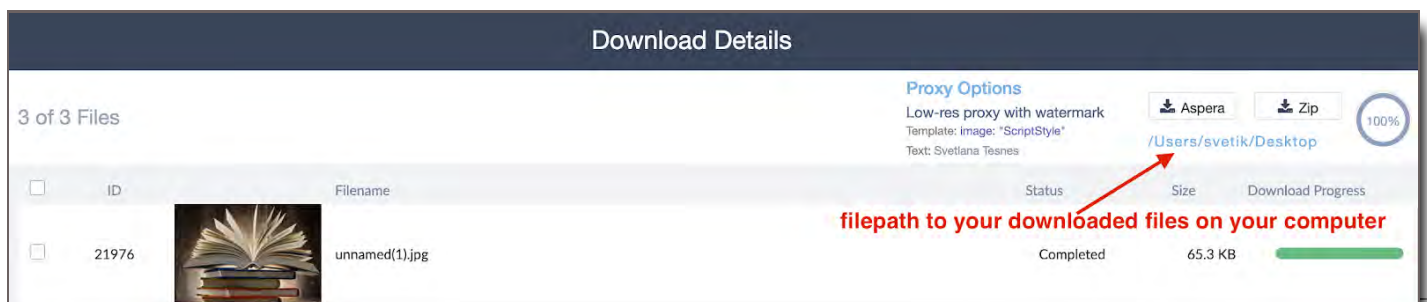 Download Details
3 of 3 Files
Proxy Options
Low-res proxy with watermark
Template: image: "ScriptStyle"
Text: Svetlana Tesnes
Aspera
Zip
100%
/Users/svetik/Desktop
ID
Filename
Status
Size
Download Progress
filepath to your downloaded files on your computer
21976
unnamed(1).jpg
Completed
65.3 KB